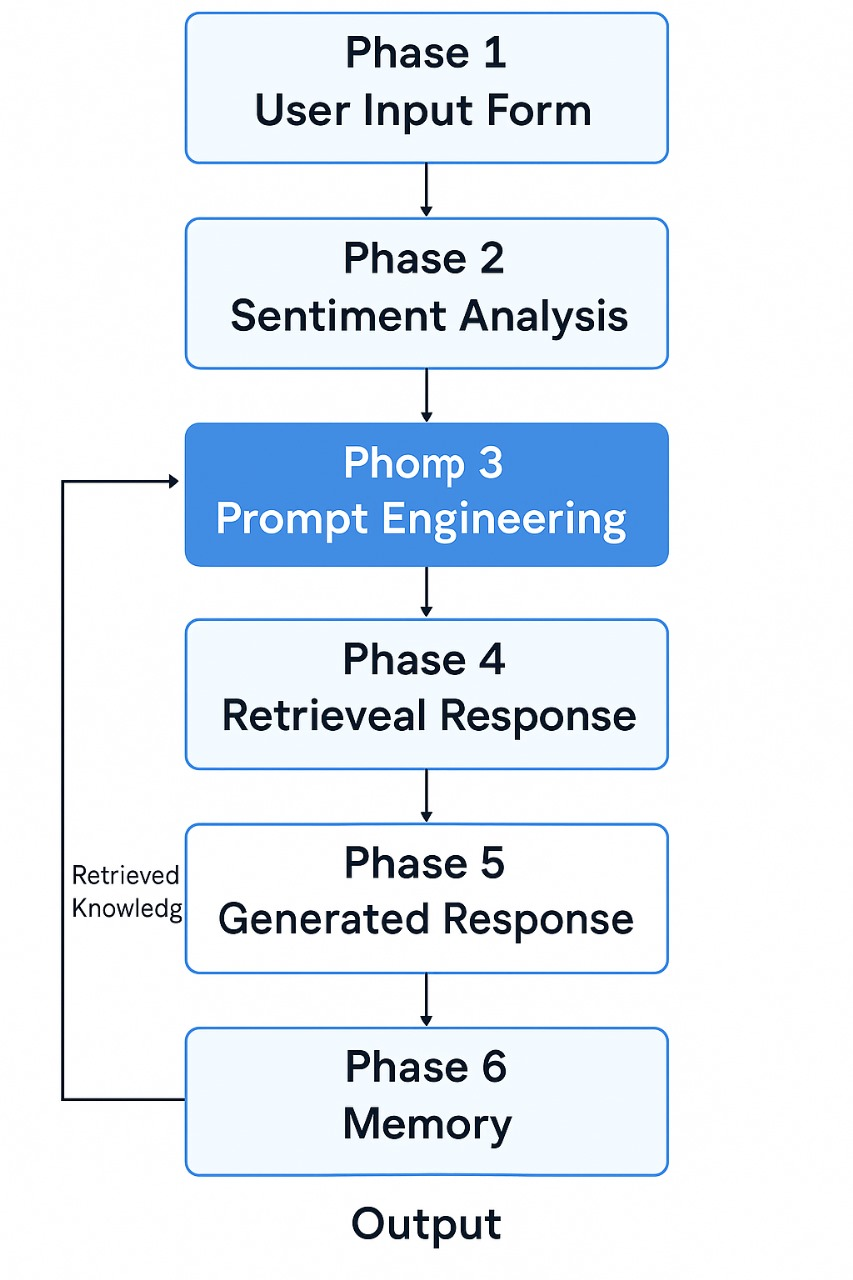 Phase 1
User Input Form
Phase 2
Sentiment Analysis
Phomp 3
Prompt Engineering
Phase 4
Retrieveal Response
Phase 5
Generated Response
Retrieved
Knowledg
Phase 6
Memory
Output